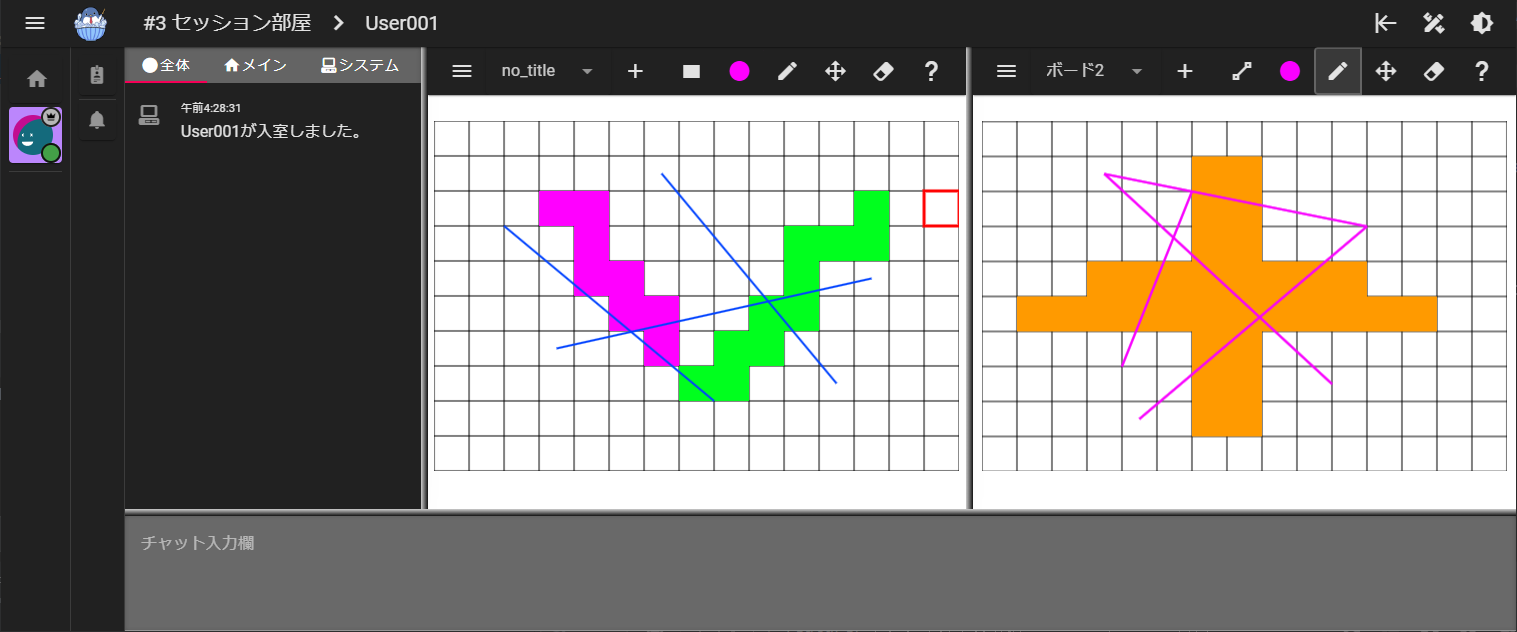 #3 セッション部屋 User001
全体 メイン システム
午前4:28:31
User001が入室しました。
no_title
?
ボード2
?
チャット入力欄